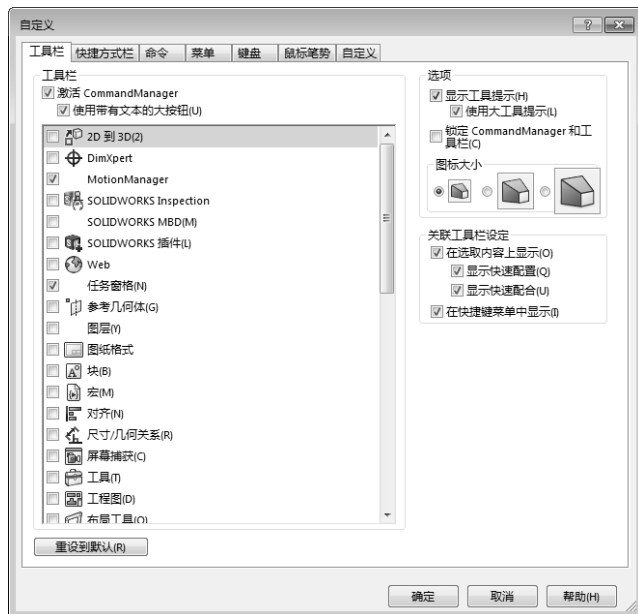 自定义
工具栏 快捷方式栏 命令 菜单 键盘 鼠标笔势 自定义
工具栏
激活 CommandManager
使用带有文本的大按钮(U)
2D 到 3D(2)
DimXpert
MotionManager
SOLIDWORKS Inspection
SOLIDWORKS MBD(M)
SOLIDWORKS 插件(L)
Web
任务窗格(N)
参考几何体(G)
图层(Y)
图纸格式
块(B)
宏(M)
对齐(N)
尺寸/几何关系(R)
屏幕捕获(C)
工具(T)
工程图(D)
布局工具(O)
重设到默认(R)
选项
显示工具提示(H)
使用大工具提示(L)
锁定 CommandManager 和工
具栏(C)
图标大小
关联工具栏设定
在选取内容上显示(O)
显示快速配置(Q)
显示快速配合(U)
在快捷键菜单中显示(I)
确定 取消 帮助(H)